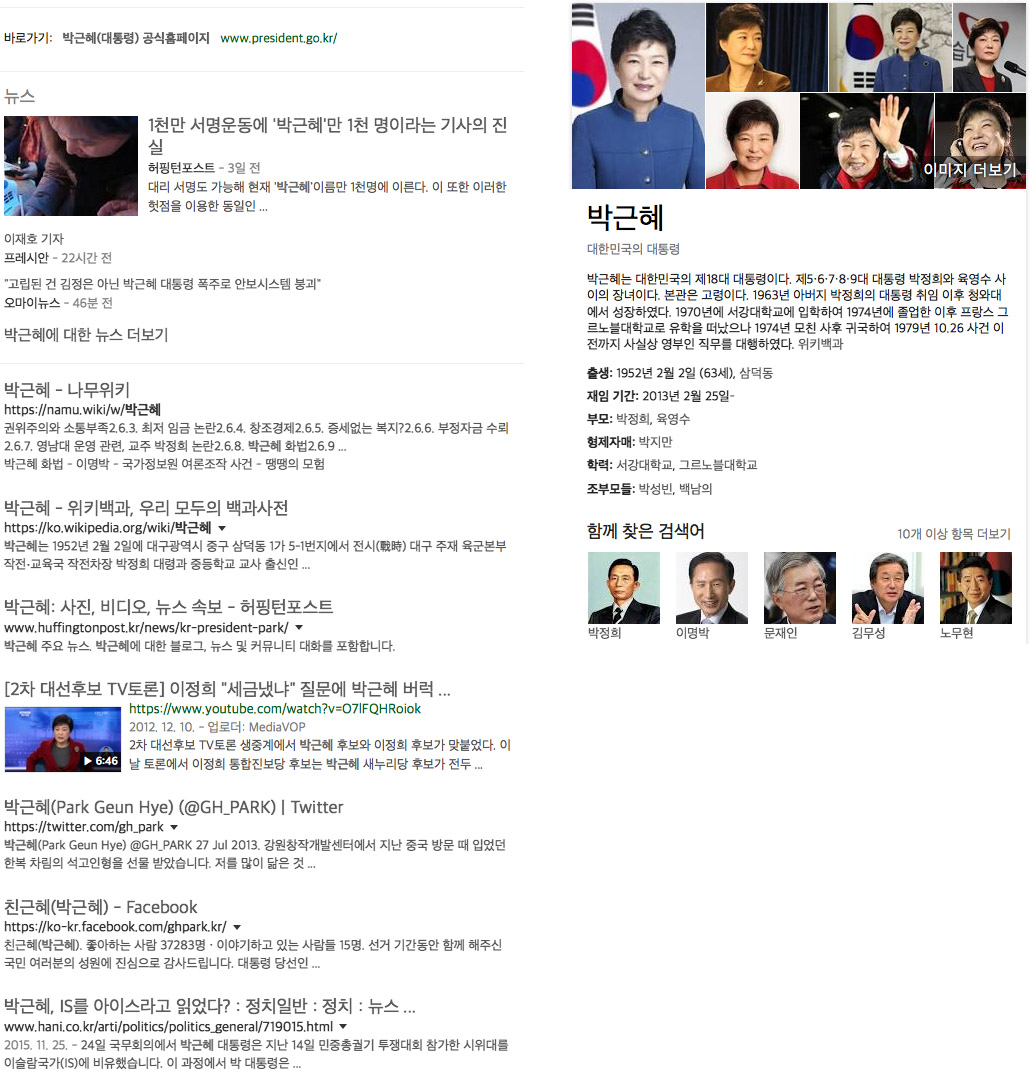 바로가기: 박근혜(대통령) 공식홈페이지 www.president.go.kr/
뉴스
1천만 서명운동에 '박근혜'만 1천 명이라는 기사의 진
실
허핑턴포스트 - 3일 전
대리 서명도 가능해 현재 '박근혜'이름만 1천명에 이른다. 이 또한 이러한
헛점을 이용한 동일인 ...
이재호 기자
프레시안 - 22시간 전
"고립된 건 김정은 아닌 박근혜 대통령 폭주로 안보시스템 붕괴"
오마이뉴스 - 46분 전
박근혜에 대한 뉴스 더보기
박근혜 - 나무위키
https://namu.wiki/w/박근혜
권위주의와 소통부족2.6.3. 최저 임금 논란2.6.4. 창조경제2.6.5. 증세없는 복지?2.6.6. 부정자금 수뢰
2.6.7. 영남대 운영 관련, 교주 박정희 논란2.6.8. 박근혜 화법2.6.9 ...
박근혜 화법 - 이명박 - 국가정보원 여론조작 사건 - 땡땡의 모험
박근혜 - 위키백과, 우리 모두의 백과사전
https://ko.wikipedia.org/wiki/박근혜
박근혜는 1952년 2월 2일에 대구광역시 중구 삼덕동 1가 5-1번지에서 전시(戰時) 대구 주재 육군본부
작전·교육국 작전차장 박정희 대령과 중등학교 교사 출신인 ...
박근혜: 사진, 비디오, 뉴스 속보 - 허핑턴포스트
www.huffingtonpost.kr/news/kr-president-park/
박근혜 주요 뉴스. 박근혜에 대한 블로그, 뉴스 및 커뮤니티 대화를 포함합니다.
[2차 대선후보 TV토론] 이정희 "세금냈냐" 질문에 박근혜 버럭 ...
https://www.youtube.com/watch?v=O7lFQHRoiok
2012. 12. 10. - 업로더: MediaVOP
2차 대선후보 TV토론 생중계에서 박근혜 후보와 이정희 후보가 맞붙었다. 이
날 토론에서 이정희 통합진보당 후보는 박근혜 새누리당 후보가 전두 ...
6:46
박근혜(Park Geun Hye) (@GH_PARK) | Twitter
https://twitter.com/gh_park
박근혜(Park Geun Hye) @GH_PARK 27 Jul 2013. 강원창작개발센터에서 지난 중국 방문 때 입었던
한복 차림의 석고인형을 선물 받았습니다. 저를 많이 닮은 것 ...
친근혜(박근혜) - Facebook
https://ko-kr.facebook.com/ghpark.kr/
친근혜(박근혜). 좋아하는 사람 37283명 · 이야기하고 있는 사람들 15명. 선거 기간동안 함께 해주신
국민 여러분의 성원에 진심으로 감사드립니다. 대통령 당선인 ...
박근혜, IS를 아이스라고 읽었다? : 정치일반 : 정치 : 뉴스 ...
www.hani.co.kr/arti/politics/politics_general/719015.html
2015. 11. 25. - 24일 국무회의에서 박근혜 대통령은 지난 14일 민중총궐기 투쟁대회 참가한 시위대를
이슬람국가(IS)에 비유했습니다. 이 과정에서 박 대통령은 ...
이미지 더보기
박근혜
대한민국의 대통령
박근혜는 대한민국의 제18대 대통령이다. 제5·6·7·8·9대 대통령 박정희와 육영수 사
이의 장녀이다. 본관은 고령이다. 1963년 아버지 박정희의 대통령 취임 이후 청와대
에서 성장하였다. 1970년에 서강대학교에 입학하여 1974년에 졸업한 이후 프랑스 그
르노블대학교로 유학을 떠났으나 1974년 모친 사후 귀국하여 1979년 10.26 사건 이
전까지 사실상 영부인 직무를 대행하였다. 위키백과
출생: 1952년 2월 2일 (63세), 삼덕동
재임 기간: 2013년 2월 25일-
부모: 박정희, 육영수
형제자매: 박지만
학력: 서강대학교, 그르노블대학교
조부모들: 박성빈, 백남의
함께 찾은 검색어
10개 이상 항목 더보기
박정희
이명박
문재인
김무성
노무현